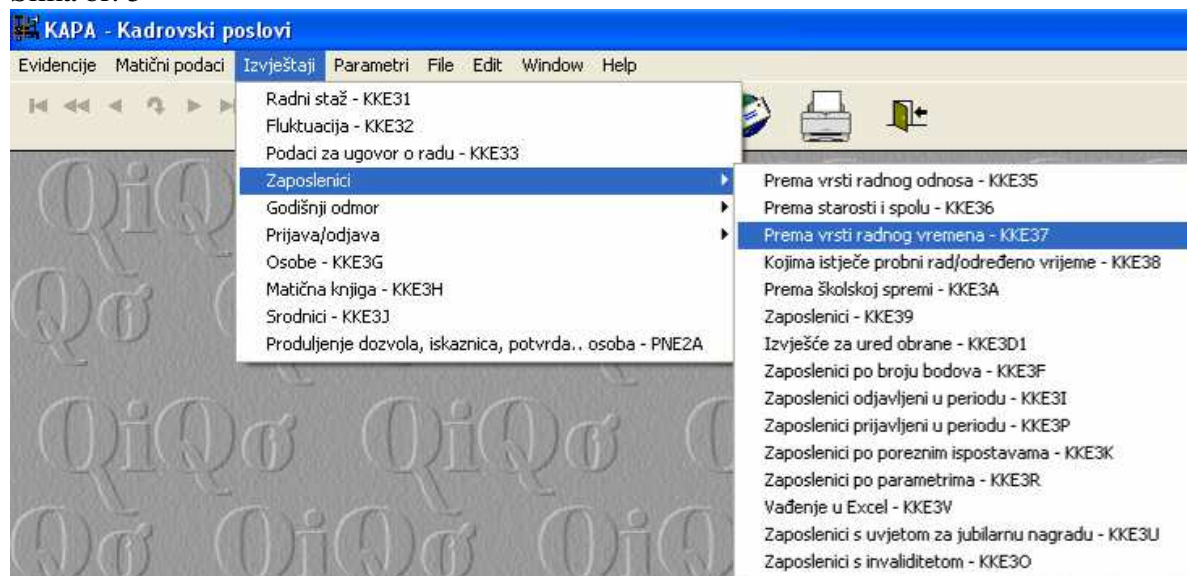 KAPA - Kadrovski poslovi
Evidencije Matični podaci Izvještaji Parametri File Edit Window Help
Radni staž - KKE31
Fluktuacija - KKE32
Podaci za ugovor o radu - KKE33
Zaposlenici
Godišnji odmor
Prijava/odjava
Osobe - KKE3G
Matična knjiga - KKE3H
Srodnici - KKE3J
Produljenje dozvola, iskaznica, potvrda.. osoba - PNE2A
Prema vrsti radnog odnosa - KKE35
Prema starosti i spolu - KKE36
Prema vrsti radnog vremena - KKE37
Kojima istječe probni rad/određeno vrijeme - KKE38
Prema školskoj spremi - KKE3A
Zaposlenici - KKE39
Izvješće za ured obrane - KKE3D1
Zaposlenici po broju bodova - KKE3F
Zaposlenici odjavljeni u periodu - KKE3I
Zaposlenici prijavljeni u periodu - KKE3P
Zaposlenici po poreznim ispostavama - KKE3K
Zaposlenici po parametrima - KKE3R
Vađenje u Excel - KKE3V
Zaposlenici s uvjetom za jubilarnu nagradu - KKE3U
Zaposlenici s invaliditetom - KKE3O